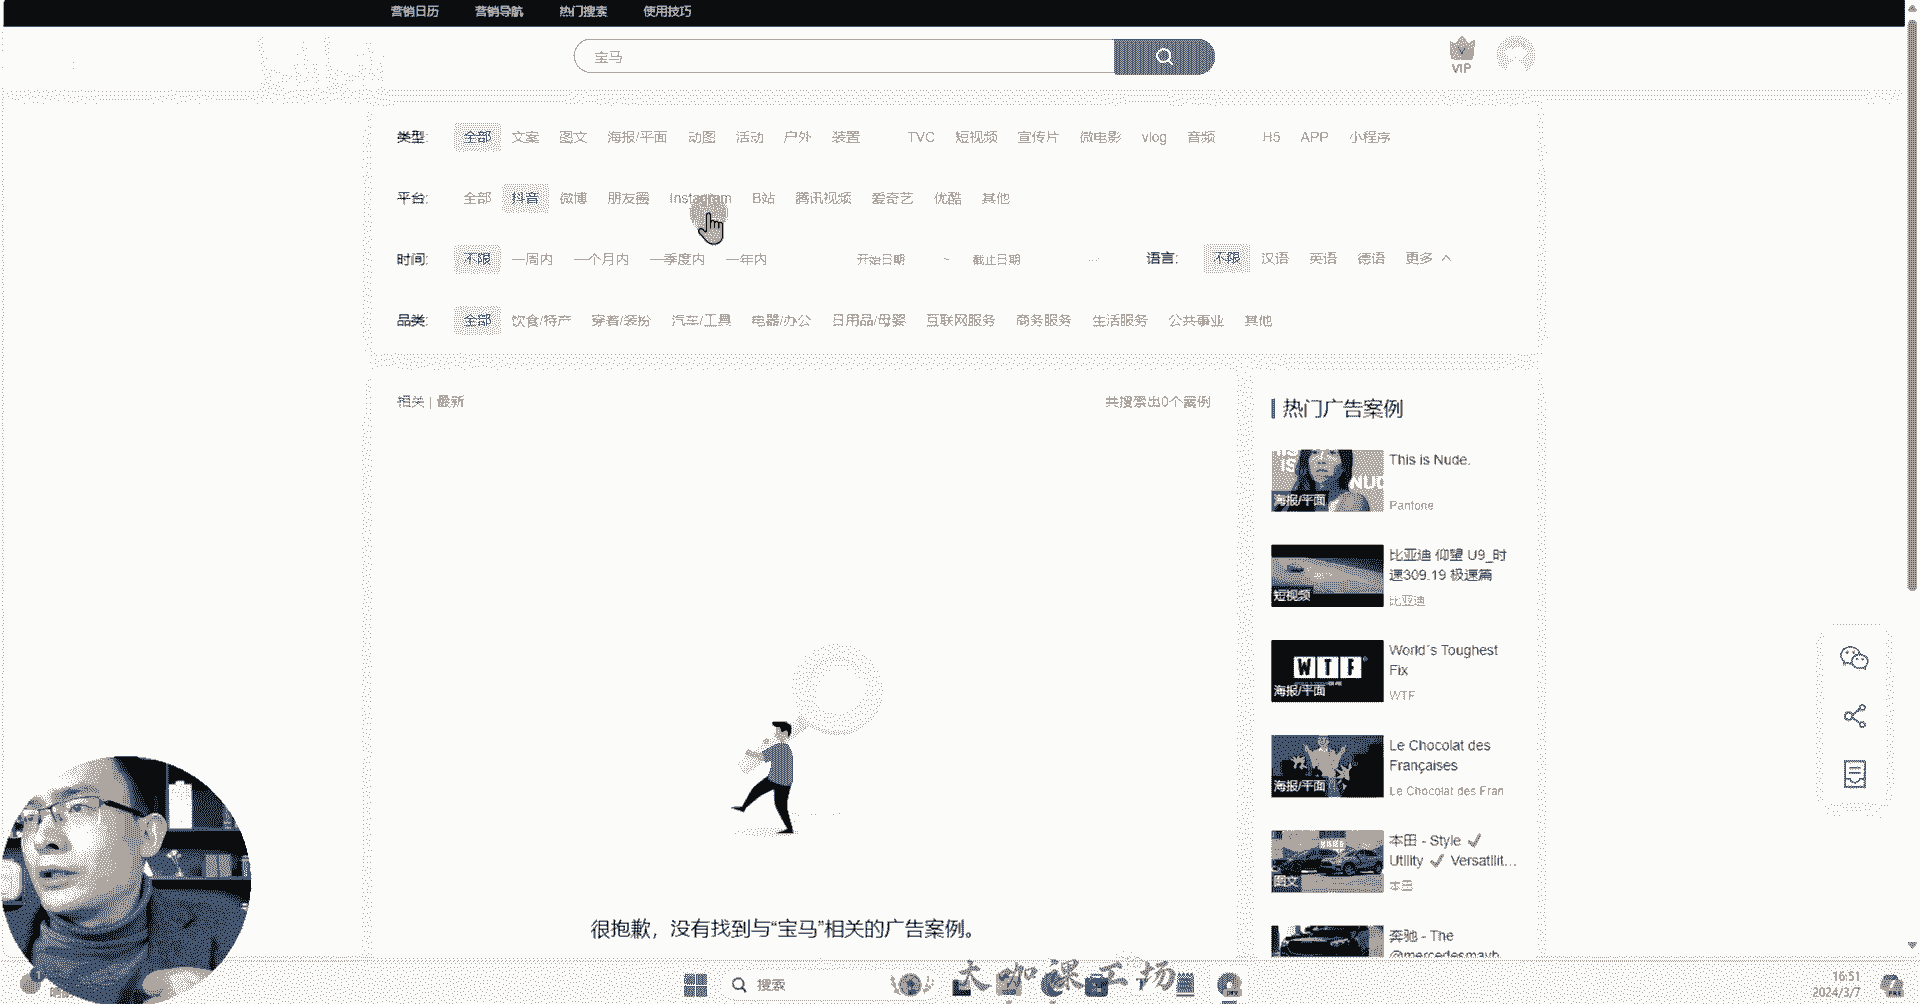 营销日历 营销导航 热门搜索 使用技巧
宝马
VIP
类型: 全部 文案 图文 海报/平面 动图 活动 户外 装置 TVC 短视频 宣传片 微电影 vlog 音频 H5 APP 小程序
平台: 全部 抖音 微博 朋友圈 Instagram B站 腾讯视频 爱奇艺 优酷 其他
时间: 不限 一周内 一个月内 一季度内 一年内 开始日期 ~ 截止日期 语言: 不限 汉语 英语 德语 更多
品类: 全部 饮食/特产 穿着/装扮 汽车/工具 电器/办公 日用品/母婴 互联网服务 商务服务 生活服务 公共事业 其他
相关 | 最新 共搜索出0个案例
很抱歉，没有找到与“宝马”相关的广告案例。
热门广告案例
This is Nude.
海报/平面
Pantone
比亚迪 仰望 U9_时
速309.19 极速篇
短视频
比亚迪
World´s Toughest
Fix
WTF
海报/平面
WTF
Le Chocolat des
Françaises
海报/平面
Le Chocolat des Fran
本田 - Style ✓
Utility ✓ Versatilit...
图文
本田
奔驰 - The
@mercedesmayb
搜索
大咖课工场
16:51
2024/3/7